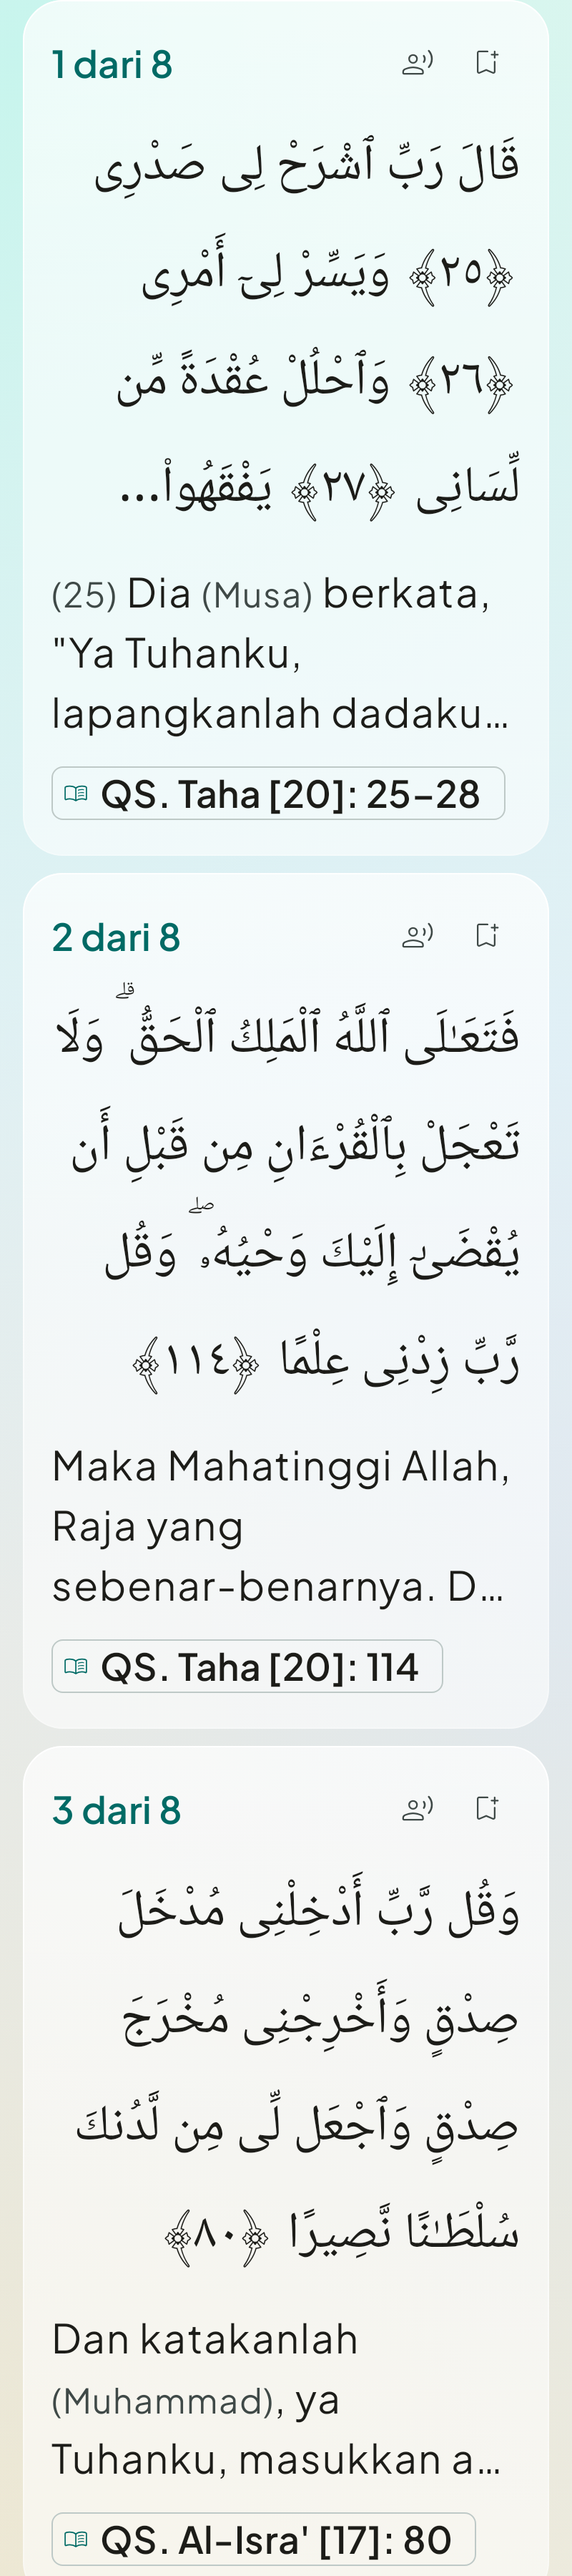 1 dari 8
قَالَ رَبِّ ٱشْرَحْ لِى صَدْرِى
﴿٢٥﴾ وَيَسِّرْ لِىٓ أَمْرِى
﴿٢٦﴾ وَٱحْلُلْ عُقْدَةً مِّن
لِّسَانِى ﴿٢٧﴾ يَفْقَهُوا۟...
(25) Dia (Musa) berkata,
"Ya Tuhanku,
lapangkanlah dadaku...
QS. Taha [20]: 25–28
2 dari 8
فَتَعَـٰلَى ٱللَّهُ ٱلْمَلِكُ ٱلْحَقُّ ۗ وَلَا
تَعْجَلْ بِٱلْقُرْءَانِ مِن قَبْلِ أَن
يُقْضَىٰٓ إِلَيْكَ وَحْيُهُۥ ۖ وَقُل
رَّبِّ زِدْنِى عِلْمًا ﴿١١٤﴾
Maka Mahatinggi Allah,
Raja yang
sebenar-benarnya. D...
QS. Taha [20]: 114
3 dari 8
وَقُل رَّبِّ أَدْخِلْنِى مُدْخَلَ
صِدْقٍ وَأَخْرِجْنِى مُخْرَجَ
صِدْقٍ وَٱجْعَل لِّى مِن لَّدُنكَ
سُلْطَـٰنًا نَّصِيرًا ﴿٨٠﴾
Dan katakanlah
(Muhammad), ya
Tuhanku, masukkan a...
QS. Al-Isra' [17]: 80